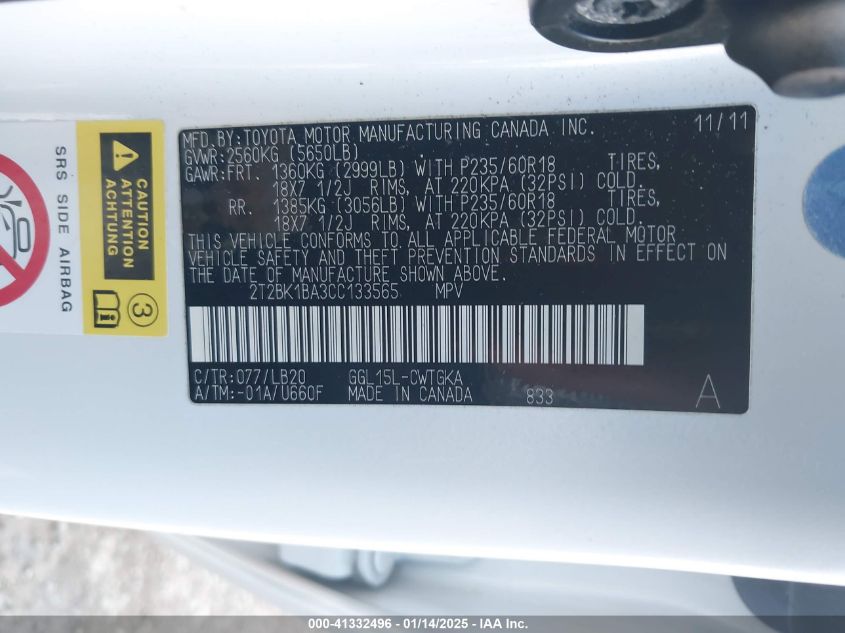 MFD.BY:TOYOTA MOTOR MANUFACTURING CANADA INC. 11/11
GVWR:2560KG (5650LB)
GAWR:FRT. 1360KG (2999LB) WITH P235/60R18 TIRES,
18X7 1/2J RIMS, AT 220KPA (32PSI) COLD.
RR. 1385KG (3056LB) WITH P235/60R18 TIRES,
18X7 1/2J RIMS, AT 220KPA (32PSI) COLD.
THIS VEHICLE CONFORMS TO ALL APPLICABLE FEDERAL MOTOR
VEHICLE SAFETY AND THEFT PREVENTION STANDARDS IN EFFECT ON
THE DATE OF MANUFACTURE SHOWN ABOVE.
2T2BK1BA3CC133565 MPV
C/TR:077/LB20 GGL15L-CWTGKA
A/TM:-01A/U660F MADE IN CANADA 833 A
CAUTION
ATTENTION
ACHTUNG
3
SRS SIDE AIRBAG
000-41332496 - 01/14/2025 - IAA Inc.